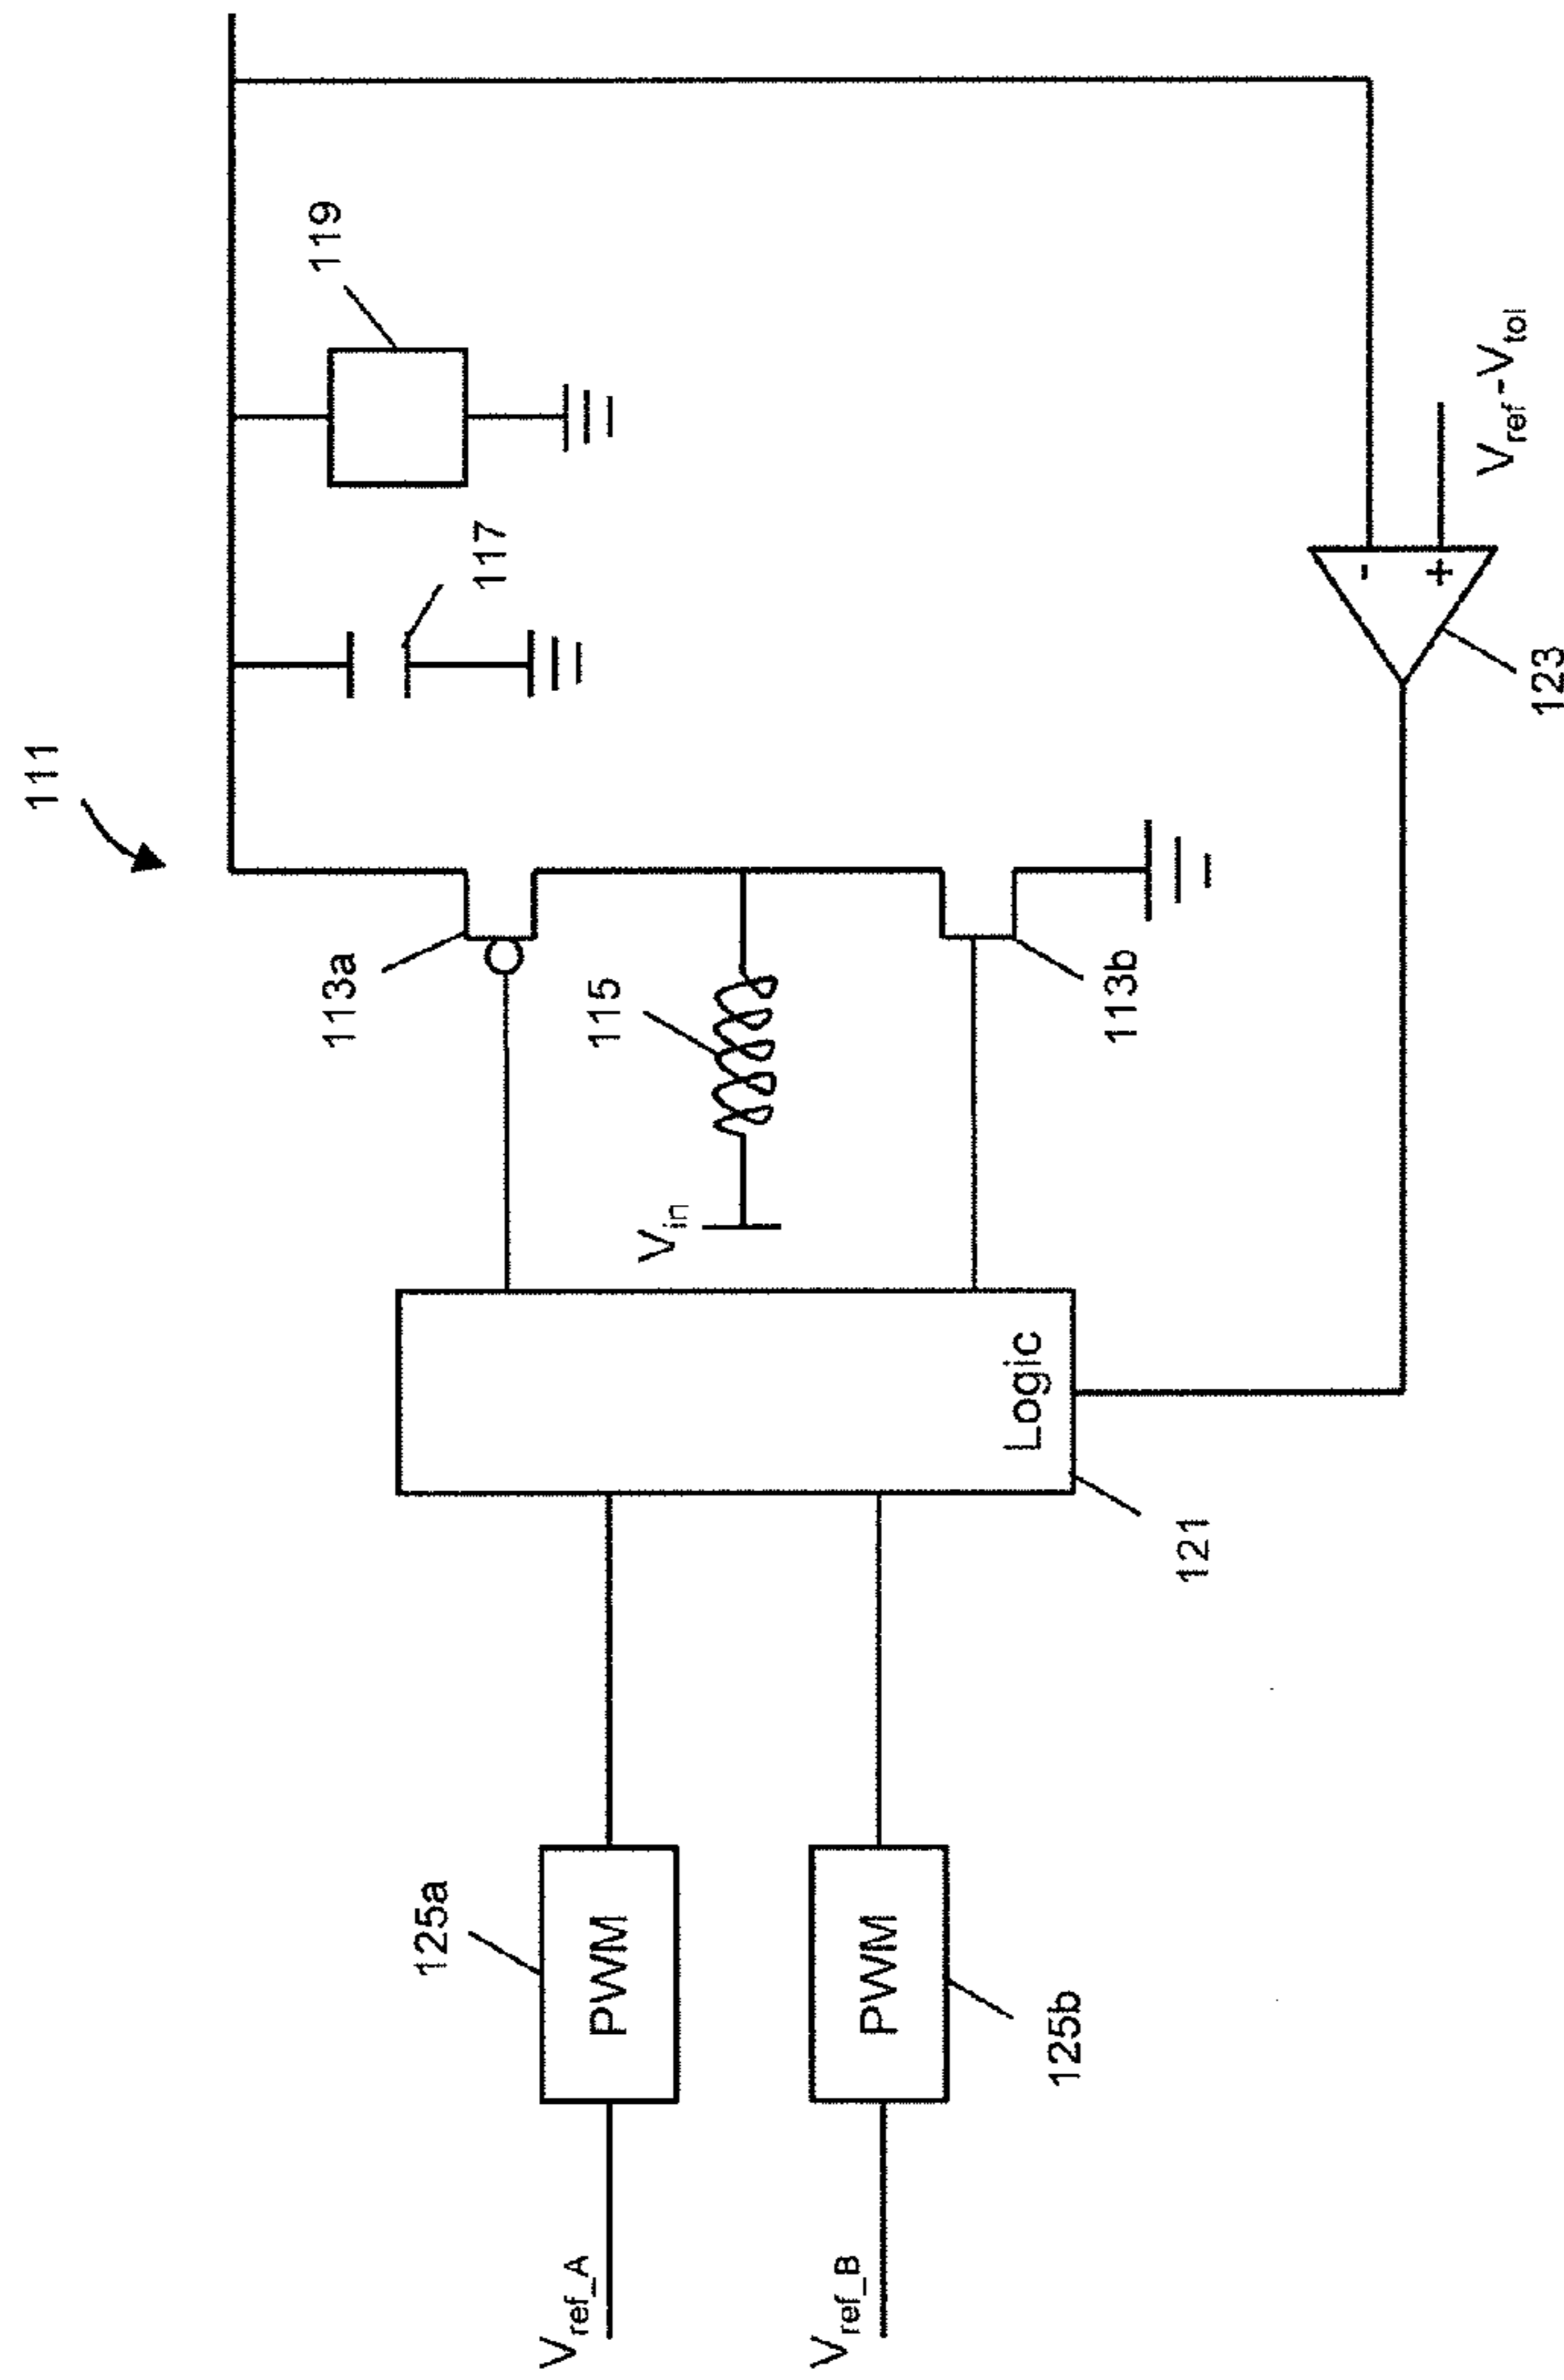 111
119
117
113a
115
V_in
113b
V_ref-V_tol
123
Logic
121
125a
PWM
V_ref_A
PWM
125b
V_ref_B
-
+